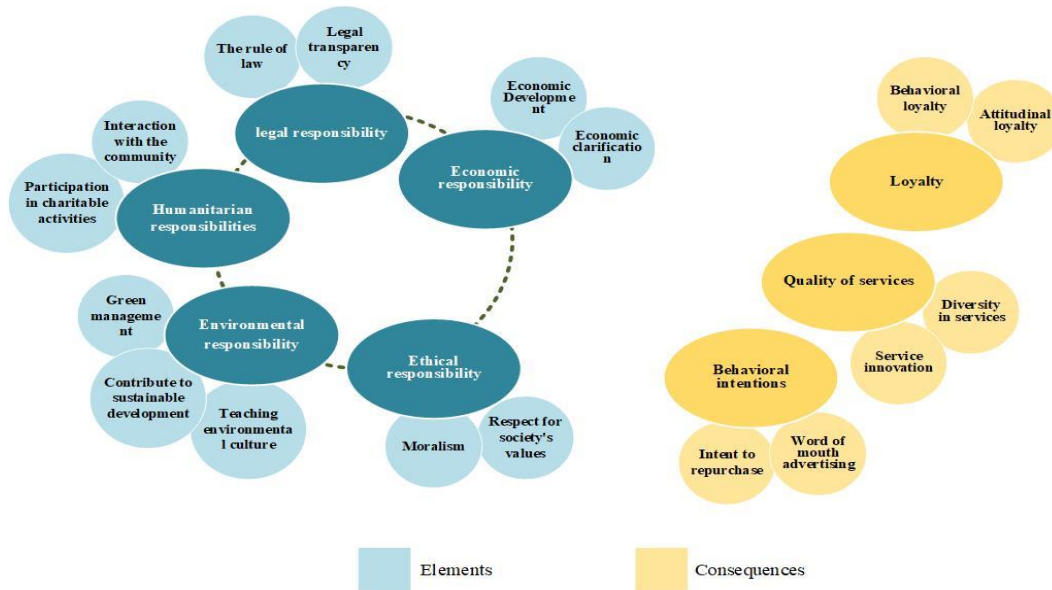 The rule of
law
Legal
transparen
cy
legal responsibility
Economic
Developme
nt
Economic
clarificatio
n
Economic
responsibility
Interaction
with the
community
Participation
in charitable
activities
Humanitarian
responsibilities
Green
manageme
nt
Environmental
responsibility
Contribute to
sustainable
development
Teaching
environmenta
l culture
Ethical
responsibility
Moralism
Respect for
society's
values
Behavioral
loyalty
Attitudinal
loyalty
Loyalty
Quality of services
Diversity
in services
Service
innovation
Behavioral
intentions
Intent to
repurchase
Word of
mouth
advertising
Elements
Consequences